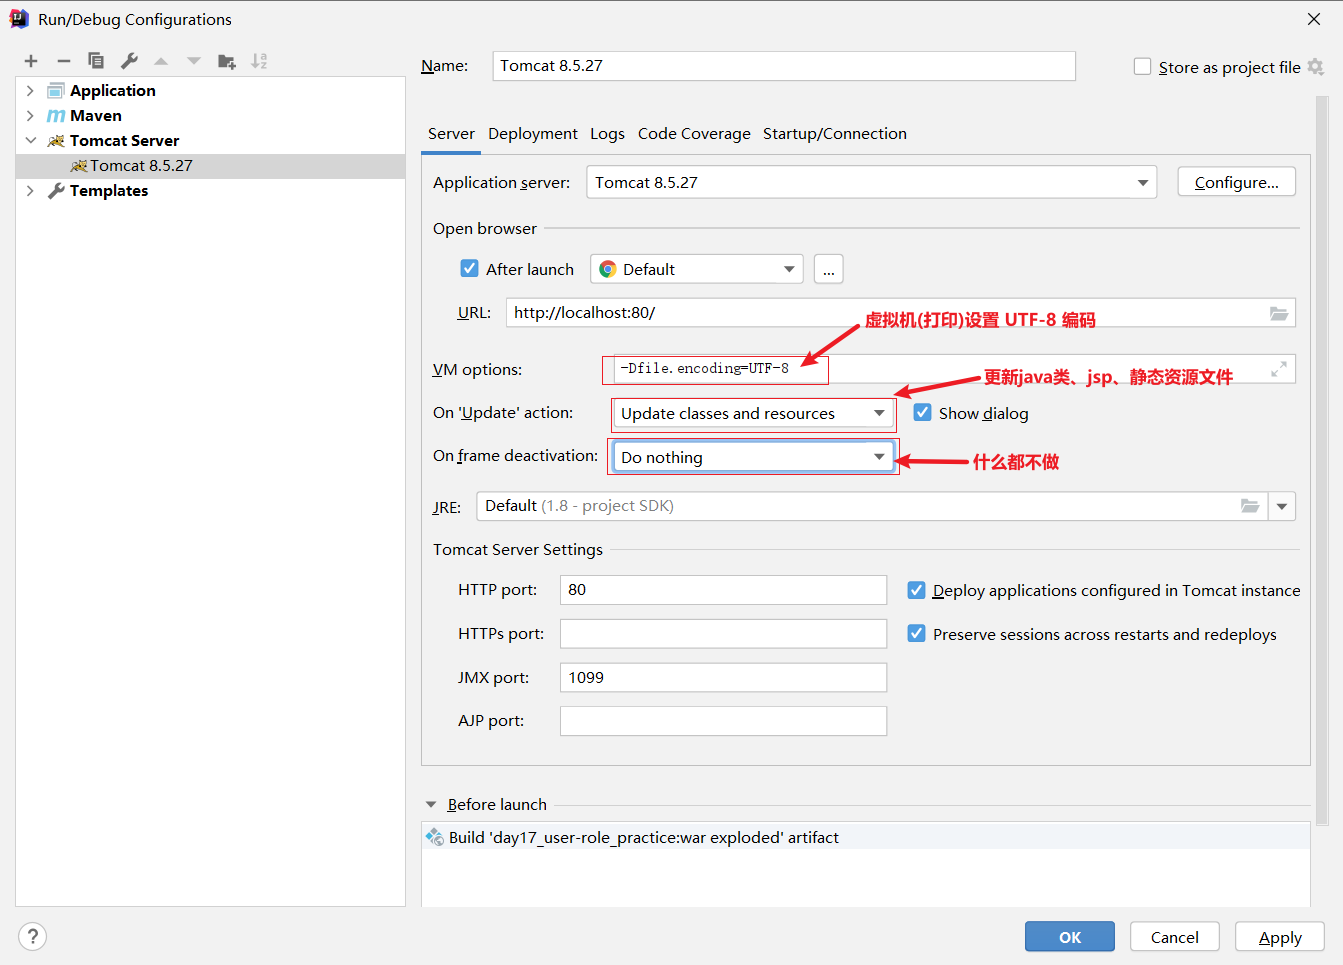 Run/Debug Configurations
Name: Tomcat 8.5.27
Store as project file
Application
Maven
Tomcat Server
Tomcat 8.5.27
Templates
Server Deployment Logs Code Coverage Startup/Connection
Application server: Tomcat 8.5.27 Configure...
Open browser
After launch Default ...
URL: http://localhost:80/
虚拟机(打印)设置 UTF-8 编码
VM options: -Dfile.encoding=UTF-8
更新java类、jsp、静态资源文件
On 'Update' action: Update classes and resources Show dialog
On frame deactivation: Do nothing
什么都不做
JRE: Default (1.8 - project SDK)
Tomcat Server Settings
HTTP port: 80 Deploy applications configured in Tomcat instance
HTTPs port: Preserve sessions across restarts and redeploys
JMX port: 1099
AJP port:
Before launch
Build 'day17_user-role_practice:war exploded' artifact
? OK Cancel Apply